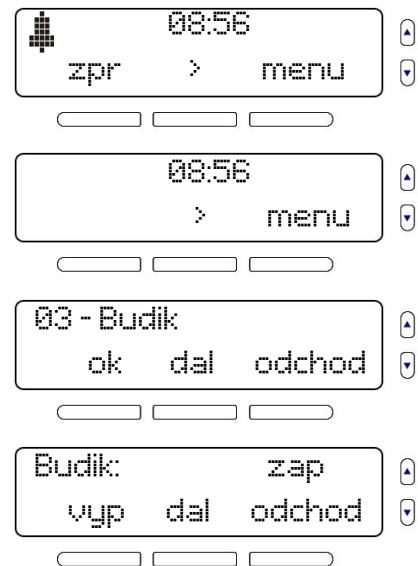 08:56
zpr > menu
08:56
> menu
03 - Budik
ok dal odchod
Budik: zap
vyp dal odchod